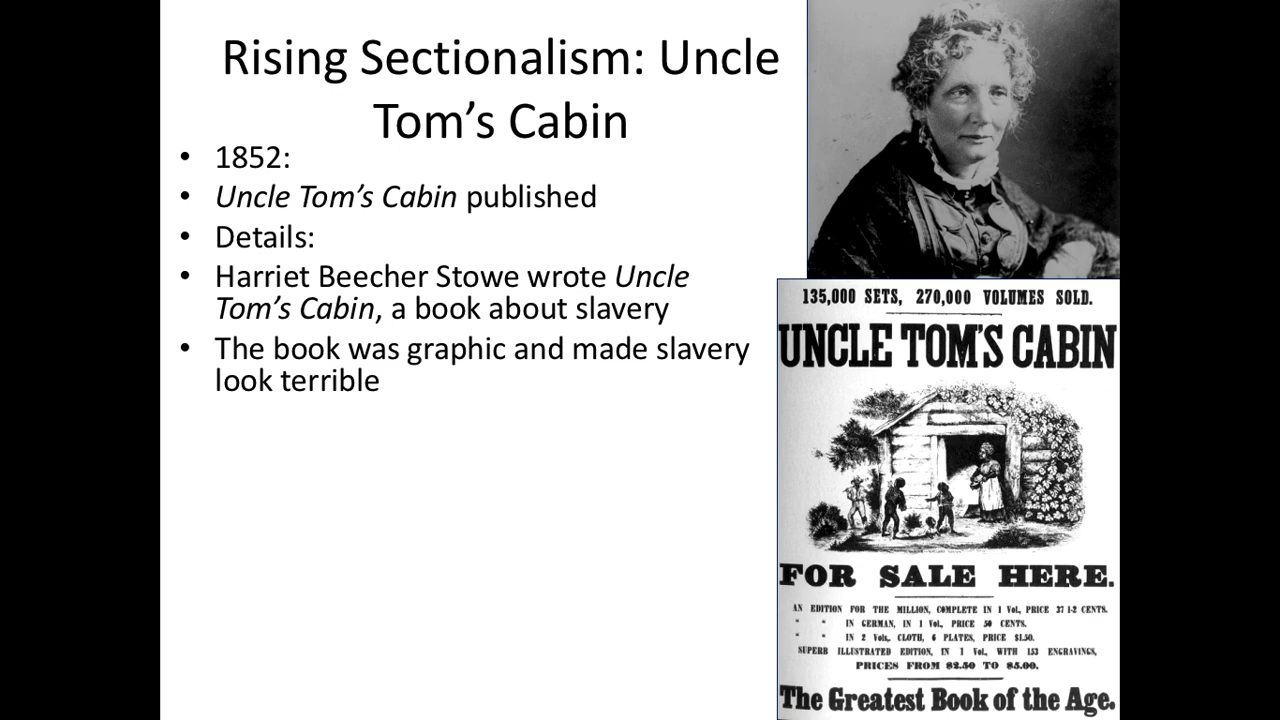 Rising Sectionalism: Uncle
Tom's Cabin
• 1852:
• Uncle Tom's Cabin published
• Details:
• Harriet Beecher Stowe wrote Uncle
Tom's Cabin, a book about slavery
• The book was graphic and made slavery
look terrible
135,000 SETS, 270,000 VOLUMES SOLD.
UNCLE TOM'S CABIN
FOR SALE HERE.
AN EDITION FOR THE MILLION, COMPLETE IN 1 Vol., PRICE 37 1-2 CENTS.
" " IN GERMAN, IN 1 Vol., PRICE 50 CENTS.
" " IN 2 Vols., CLOTH, 6 PLATES, PRICE $1.50.
SUPERB ILLUSTRATED EDITION, IN 1 Vol., WITH 153 ENGRAVINGS,
PRICES FROM $2.50 TO $5.00.
The Greatest Book of the Age.